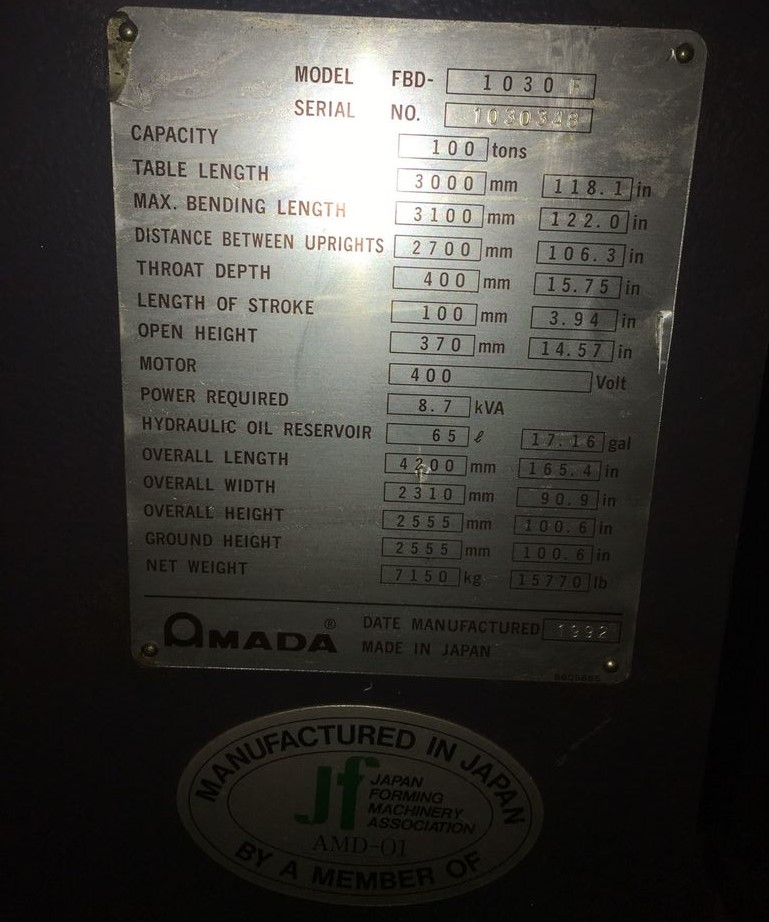 MODEL FBD- 1030 F
SERIAL NO. 1030348
CAPACITY 100 tons
TABLE LENGTH 3000 mm 118.1 in
MAX. BENDING LENGTH 3100 mm 122.0 in
DISTANCE BETWEEN UPRIGHTS 2700 mm 106.3 in
THROAT DEPTH 400 mm 15.75 in
LENGTH OF STROKE 100 mm 3.94 in
OPEN HEIGHT 370 mm 14.57 in
MOTOR 400 Volt
POWER REQUIRED 8.7 kVA
HYDRAULIC OIL RESERVOIR 65 ℓ 17.16 gal
OVERALL LENGTH 4200 mm 165.4 in
OVERALL WIDTH 2310 mm 90.9 in
OVERALL HEIGHT 2555 mm 100.6 in
GROUND HEIGHT 2555 mm 100.6 in
NET WEIGHT 7150 kg 15770 lb
AMADA ® DATE MANUFACTURED 1992
MADE IN JAPAN
MANUFACTURED IN JAPAN
Jf JAPAN
FORMING
MACHINERY
ASSOCIATION
AMD-01
BY A MEMBER OF